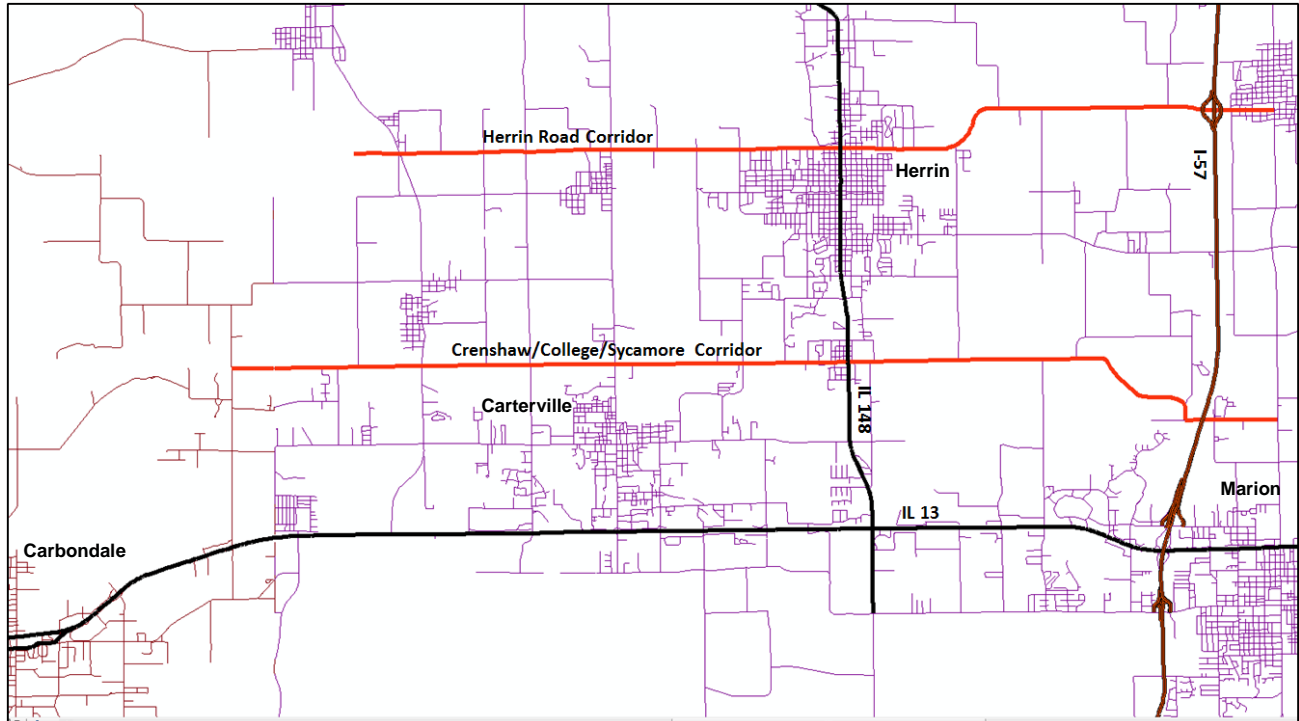 Herrin Road Corridor
Herrin
I-57
Crenshaw/College/Sycamore Corridor
Carterville
IL 148
Marion
IL 13
Carbondale